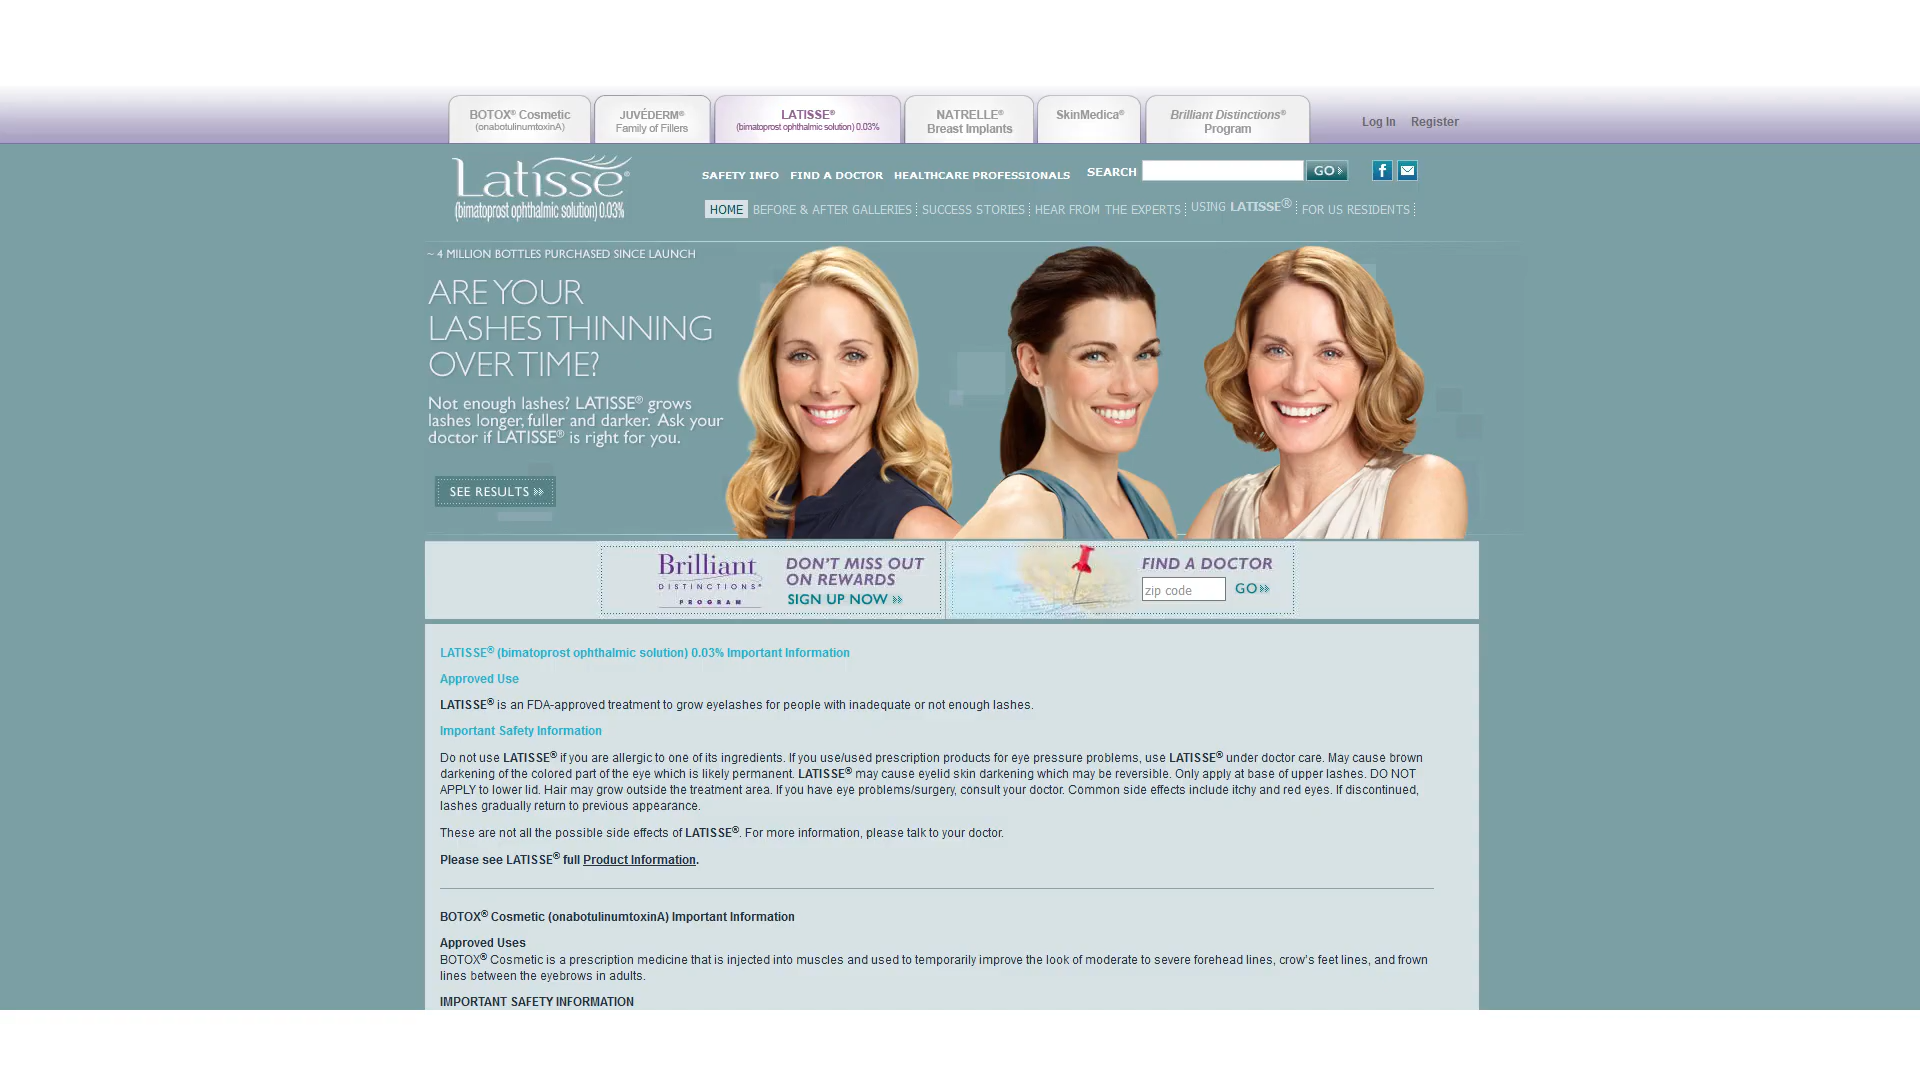 BOTOX® Cosmetic
(onabotulinumtoxinA)
JUVÉDERM®
Family of Fillers
LATISSE®
(bimatoprost ophthalmic solution) 0.03%
NATRELLE®
Breast Implants
SkinMedica®
Brilliant Distinctions®
Program
Log In Register
Latisse®
(bimatoprost ophthalmic solution) 0.03%
SAFETY INFO FIND A DOCTOR HEALTHCARE PROFESSIONALS SEARCH GO
HOME BEFORE & AFTER GALLERIES SUCCESS STORIES HEAR FROM THE EXPERTS USING LATISSE® FOR US RESIDENTS
~ 4 MILLION BOTTLES PURCHASED SINCE LAUNCH
ARE YOUR
LASHES THINNING
OVER TIME?
Not enough lashes? LATISSE® grows
lashes longer, fuller and darker. Ask your
doctor if LATISSE® is right for you.
SEE RESULTS
Brilliant
DISTINCTIONS®
PROGRAM
DON'T MISS OUT
ON REWARDS
SIGN UP NOW
FIND A DOCTOR
zip code GO
LATISSE® (bimatoprost ophthalmic solution) 0.03% Important Information
Approved Use
LATISSE® is an FDA-approved treatment to grow eyelashes for people with inadequate or not enough lashes.
Important Safety Information
Do not use LATISSE® if you are allergic to one of its ingredients. If you use/used prescription products for eye pressure problems, use LATISSE® under doctor care. May cause brown
darkening of the colored part of the eye which is likely permanent. LATISSE® may cause eyelid skin darkening which may be reversible. Only apply at base of upper lashes. DO NOT
APPLY to lower lid. Hair may grow outside the treatment area. If you have eye problems/surgery, consult your doctor. Common side effects include itchy and red eyes. If discontinued,
lashes gradually return to previous appearance.
These are not all the possible side effects of LATISSE®. For more information, please talk to your doctor.
Please see LATISSE® full Product Information.
BOTOX® Cosmetic (onabotulinumtoxinA) Important Information
Approved Uses
BOTOX® Cosmetic is a prescription medicine that is injected into muscles and used to temporarily improve the look of moderate to severe forehead lines, crow's feet lines, and frown
lines between the eyebrows in adults.
IMPORTANT SAFETY INFORMATION